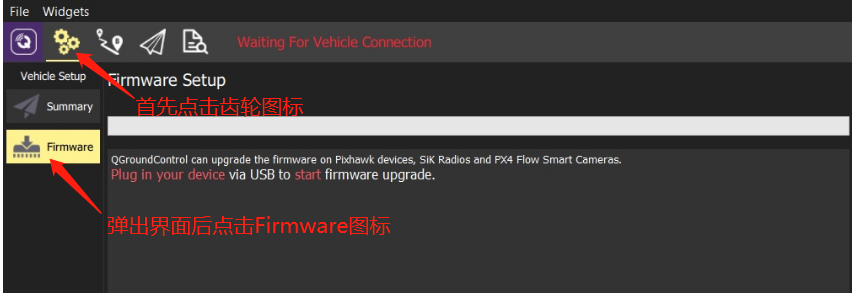 File Widgets
Waiting For Vehicle Connection
Vehicle Setup
Firmware Setup
首先点击齿轮图标
Summary
Firmware
QGroundControl can upgrade the firmware on Pixhawk devices, SiK Radios and PX4 Flow Smart Cameras.
Plug in your device via USB to start firmware upgrade.
弹出界面后点击Firmware图标